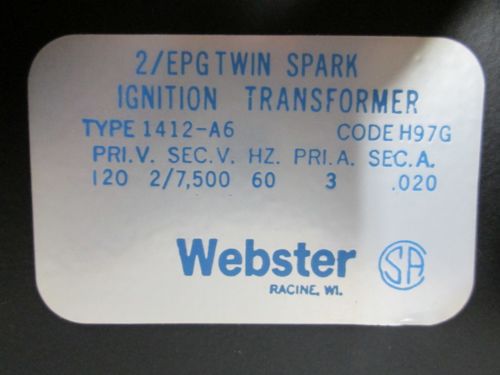 2/EPG TWIN SPARK
IGNITION TRANSFORMER
TYPE 1412-A6 CODE H97G
PRI.V. SEC.V. HZ. PRI.A. SEC.A.
120 2/7,500 60 3 .020
Webster
RACINE, WI.
SA